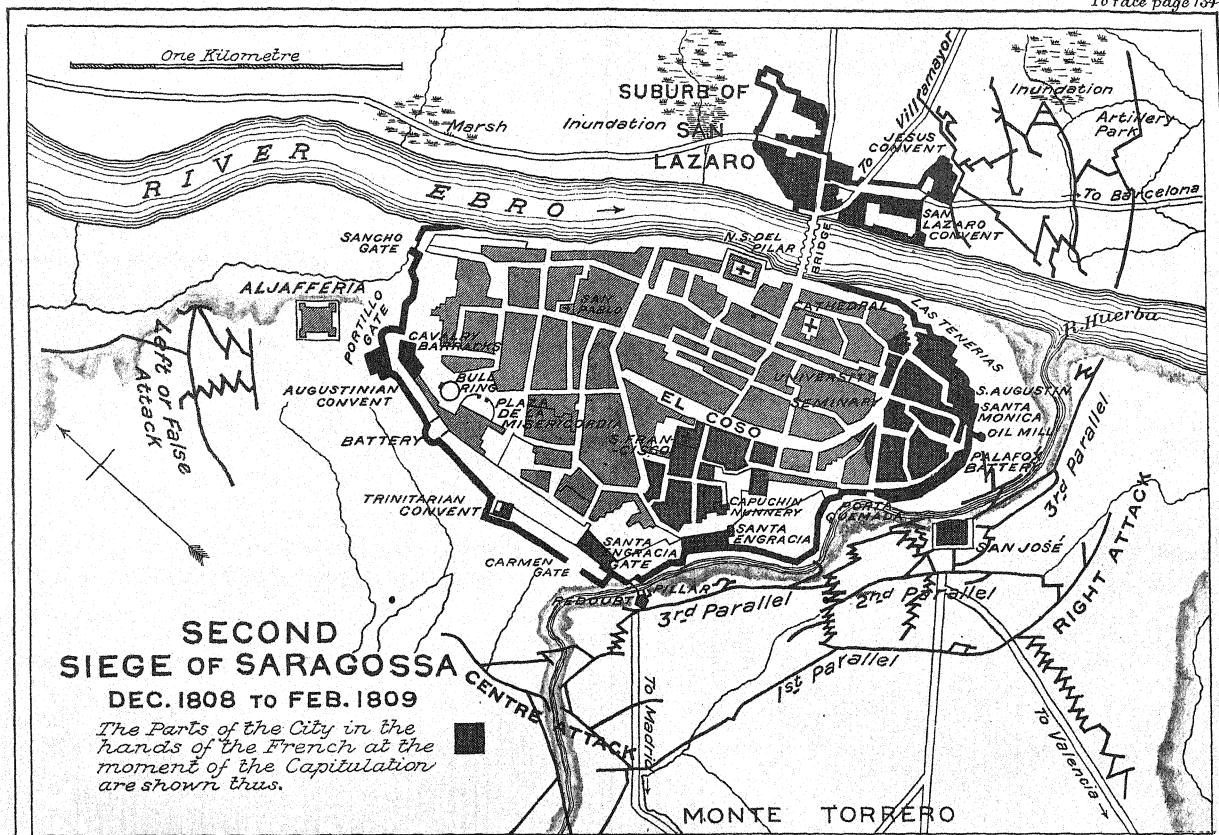 To face page 134
One Kilometre
SUBURB OF
SAN
LAZARO
Marsh
Inundation
To Villamayor
JESUS
CONVENT
Inundation
Artillery
Park
To Barcelona
SAN
LAZARO
CONVENT
RIVER EBRO
BRIDGE
SANCHO
GATE
N.S. DEL
PILAR
ALJAFFERIA
PORTILLO
GATE
SAN
PABLO
CATHEDRAL
LAS TENERIAS
R. Huerba
Left or False
Attack
CAVALRY
BARRACKS
AUGUSTINIAN
CONVENT
BULL
RING
PLAZA
DE LA
MISERICORDIA
BATTERY
UNIVERSITY
SEMINARY
EL COSO
S. FRAN-
-CISCO
S. AUGUSTIN
SANTA
MONICA
OIL MILL
PALAFOX
BATTERY
3rd Parallel
TRINITARIAN
CONVENT
CAPUCHIN
NUNNERY
PORTA
QUEMADA
SANTA
ENGRACIA
GATE
SANTA
ENGRACIA
CARMEN
GATE
SAN JOSÉ
REDOUBT
PILLAR
3rd Parallel
2nd Parallel
1st Parallel
RIGHT ATTACK
CENTRE ATTACK
To Madrid
To Valencia
MONTE TORRERO
SECOND
SIEGE OF SARAGOSSA
DEC. 1808 TO FEB. 1809
The Parts of the City in the
hands of the French at the
moment of the Capitulation
are shown thus.